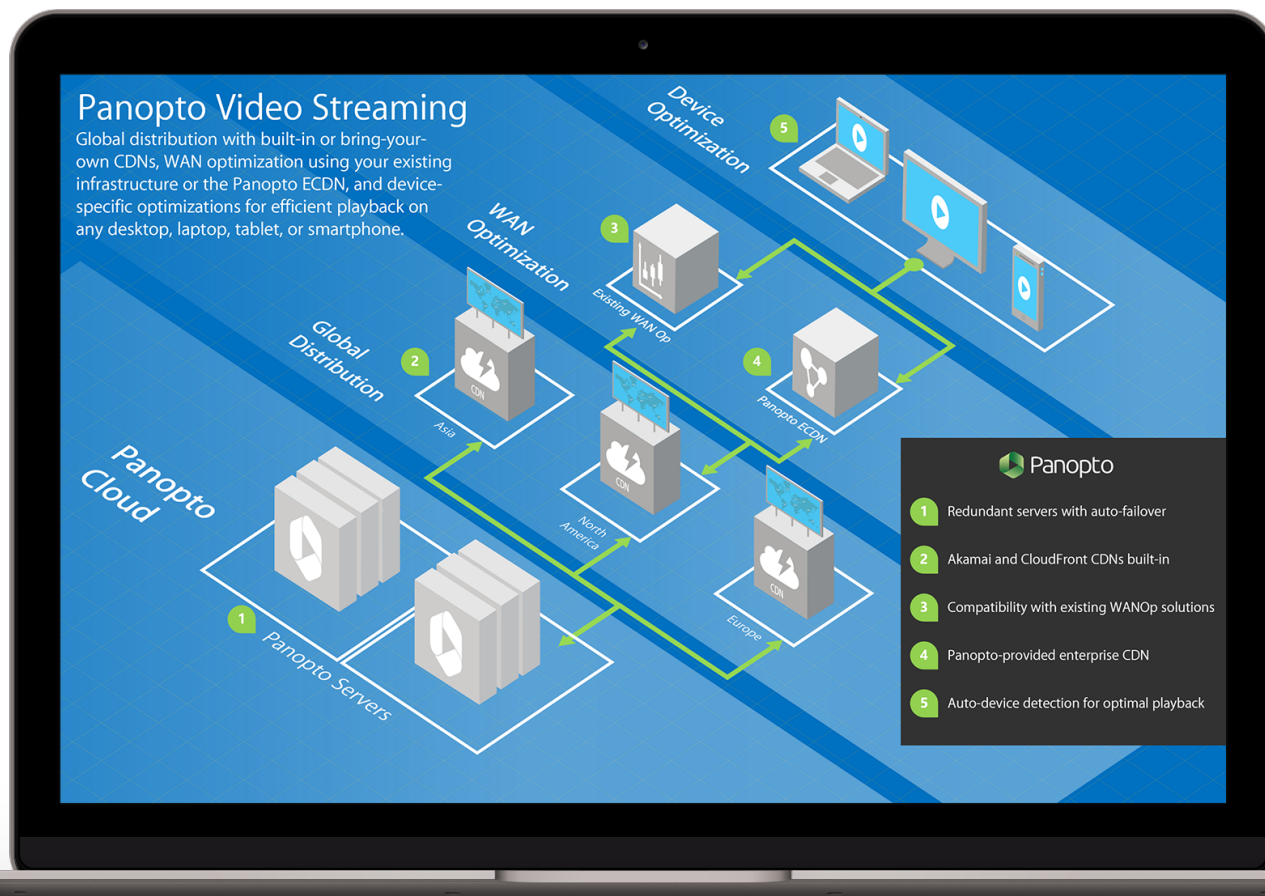 Panopto Video Streaming
Global distribution with built-in or bring-your-
own CDNs, WAN optimization using your existing
infrastructure or the Panopto ECDN, and device-
specific optimizations for efficient playback on
any desktop, laptop, tablet, or smartphone.
Device
Optimization
5
WAN
Optimization
3
Existing WAN Op
4
Panopto ECDN
Global
Distribution
2
CDN
Asia
CDN
North
America
CDN
Europe
Panopto
Cloud
1
Panopto Servers
Panopto
1 Redundant servers with auto-failover
2 Akamai and CloudFront CDNs built-in
3 Compatibility with existing WANOp solutions
4 Panopto-provided enterprise CDN
5 Auto-device detection for optimal playback